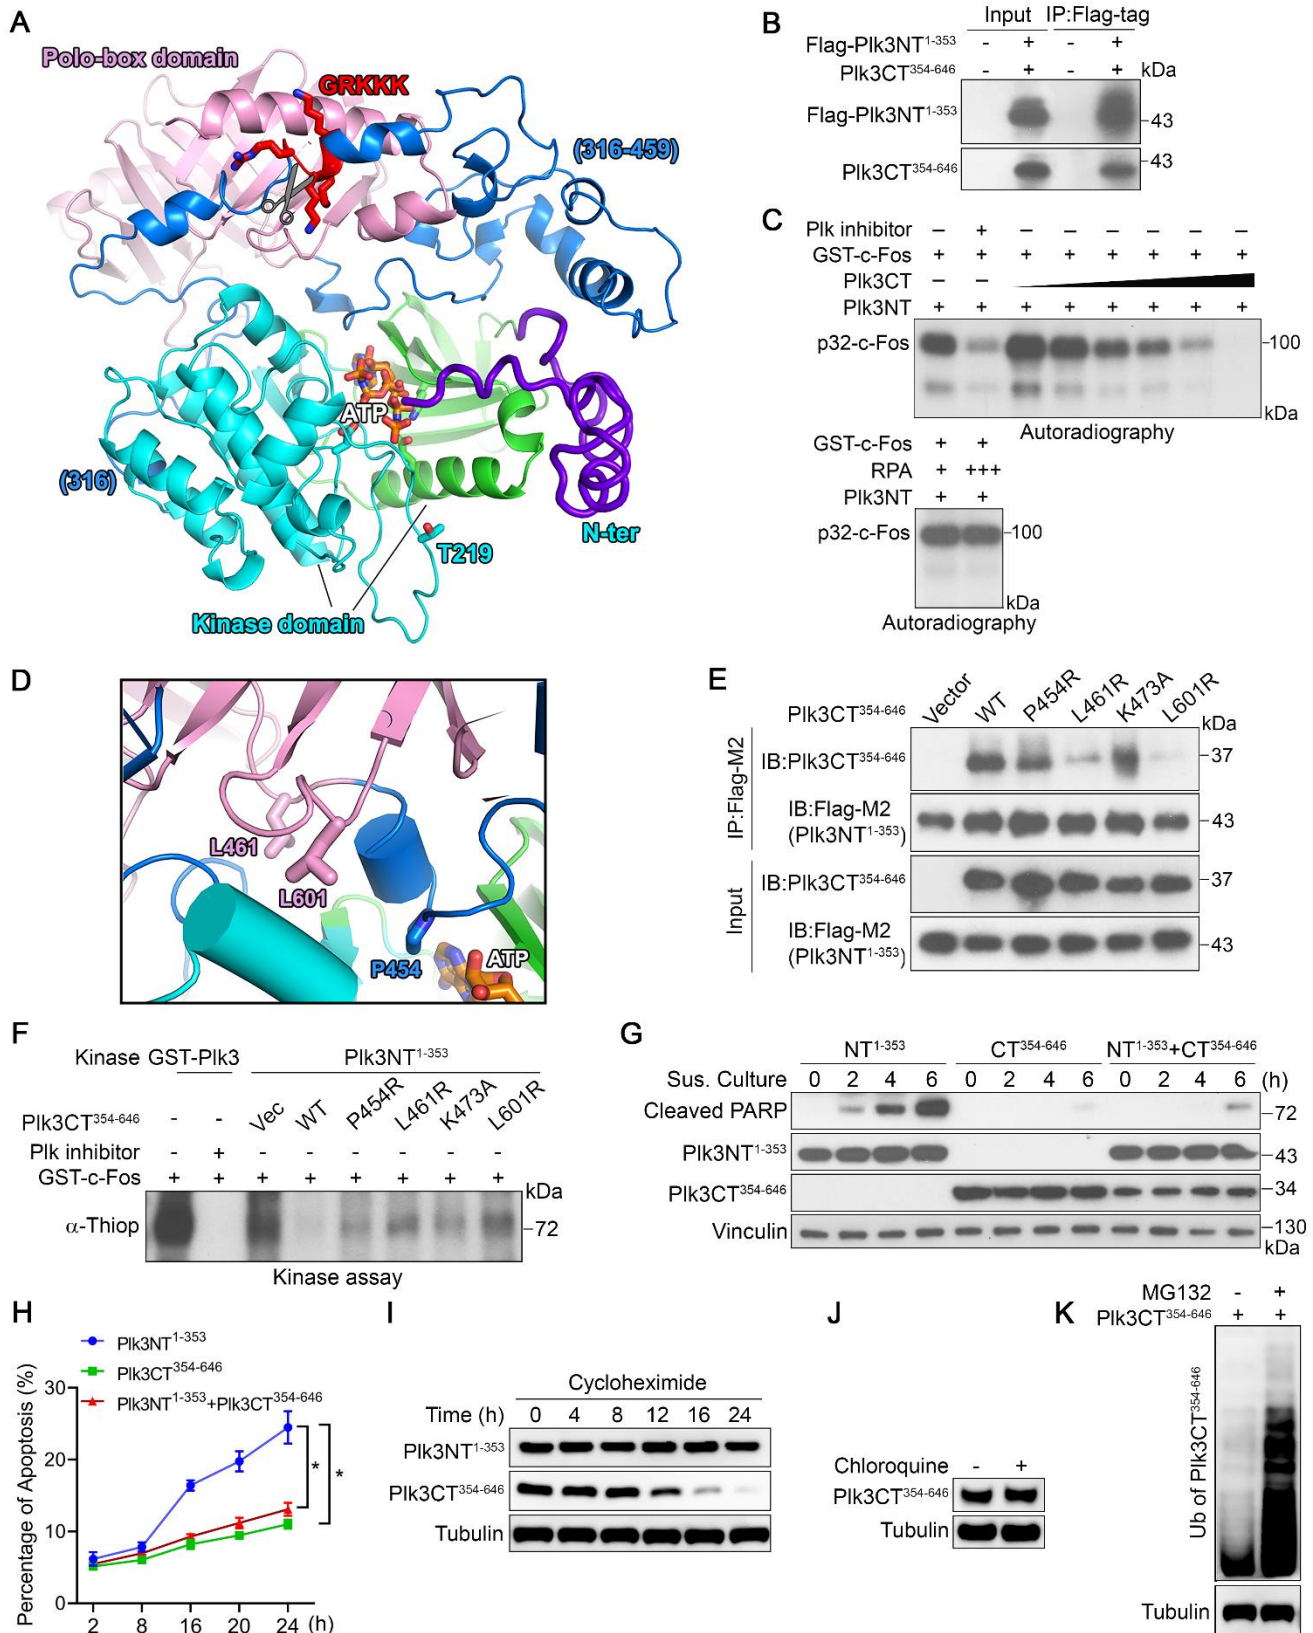 A
Polo-box domain
GRKKK
(316-459)
ATP
(316)
N-ter
T219
Kinase domain
B
Input IP:Flag-tag
Flag-Plk3NT1-353 - + - +
Plk3CT354-646 - + - + kDa
Flag-Plk3NT1-353 -43
Plk3CT354-646 43
C
Plk inhibitor – + – – – – – –
GST-c-Fos + + + + + + + +
Plk3CT – –
Plk3NT + + + + + + + +
p32-c-Fos -100
kDa
Autoradiography
GST-c-Fos + +
RPA + +++
Plk3NT + +
p32-c-Fos -100
kDa
Autoradiography
D
L461
L601
P454
ATP
E
Plk3CT354-646 Vector WT P454R L461R K473A L601R kDa
IP:Flag-M2
IB:Plk3CT354-646 -37
IB:Flag-M2
(Plk3NT1-353) -43
Input
IB:Plk3CT354-646 -37
IB:Flag-M2
(Plk3NT1-353) -43
F
Kinase GST-Plk3 Plk3NT1-353
Plk3CT354-646 - - Vec WT P454R L461R K473A L601R
Plk inhibitor - + - - - - - -
GST-c-Fos + + + + + + + +
kDa
α-Thiop -72
Kinase assay
G
NT1-353 CT354-646 NT1-353+CT354-646
Sus. Culture 0 2 4 6 0 2 4 6 0 2 4 6 (h)
Cleaved PARP -72
Plk3NT1-353 -43
Plk3CT354-646 -34
Vinculin -130
kDa
H
Plk3NT1-353
Plk3CT354-646
Plk3NT1-353+Plk3CT354-646
Percentage of Apoptosis (%)
30
20
10
0
* *
2 8 16 20 24 (h)
I
Cycloheximide
Time (h) 0 4 8 12 16 24
Plk3NT1-353
Plk3CT354-646
Tubulin
J
Chloroquine - +
Plk3CT354-646
Tubulin
K
MG132 - +
Plk3CT354-646 + +
Ub of Plk3CT354-646
Tubulin